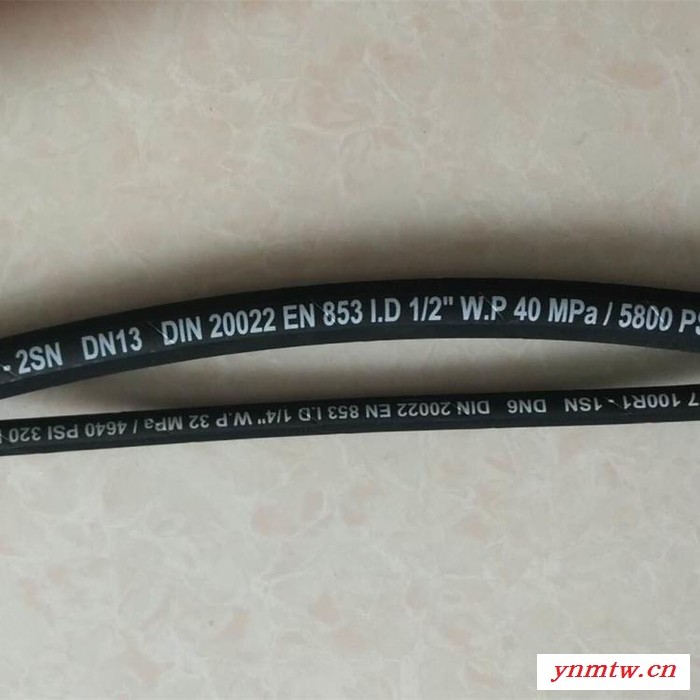 - 2SN DN13 DIN 20022 EN 853 I.D 1/2" W.P 40 MPa / 5800 PS
7 100R1 - 1SN DN6 DIN 20022 EN 853 I.D 1/4" W.P 32 MPa / 4640 PSI 320
ynmtw.cn